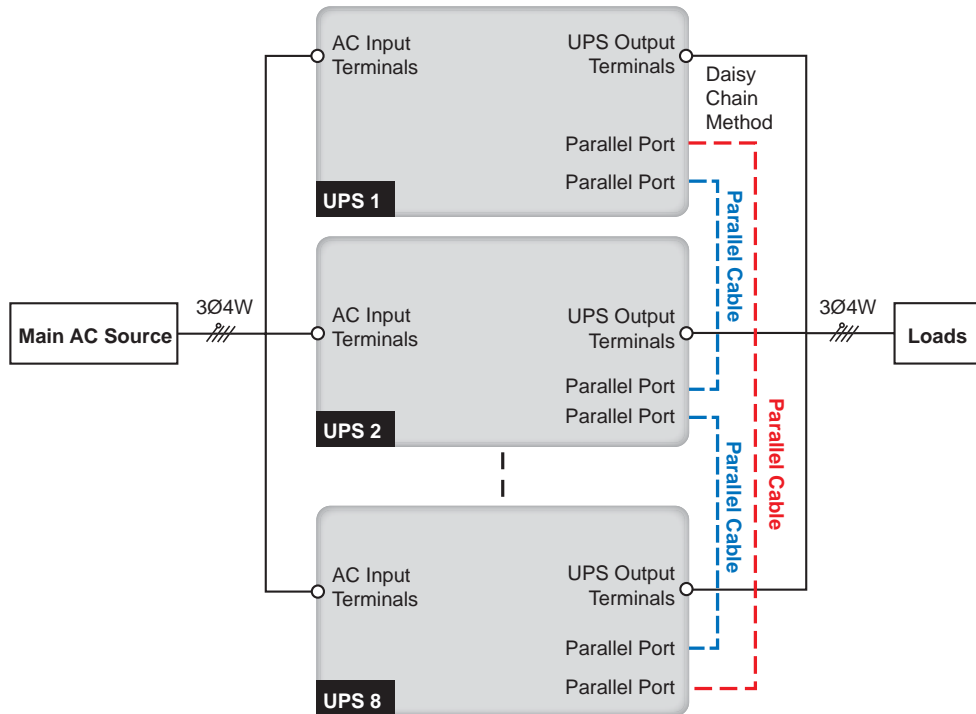 AC Input
Terminals
UPS Output
Terminals
Daisy
Chain
Method
Parallel Port
Parallel Port
UPS 1
Parallel Cable
Main AC Source
3Ø4W
AC Input
Terminals
UPS Output
Terminals
3Ø4W
Loads
Parallel Port
Parallel Port
UPS 2
Parallel Cable
Parallel Cable
AC Input
Terminals
UPS Output
Terminals
Parallel Port
Parallel Port
UPS 8